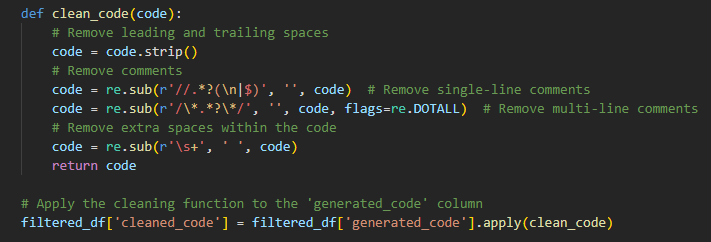 def clean_code(code):
    # Remove leading and trailing spaces
    code = code.strip()
    # Remove comments
    code = re.sub(r'//.*?(\n|$)', '', code)  # Remove single-line comments
    code = re.sub(r'/\*.*?\*/', '', code, flags=re.DOTALL)  # Remove multi-line comments
    # Remove extra spaces within the code
    code = re.sub(r'\s+', ' ', code)
    return code

# Apply the cleaning function to the 'generated_code' column
filtered_df['cleaned_code'] = filtered_df['generated_code'].apply(clean_code)